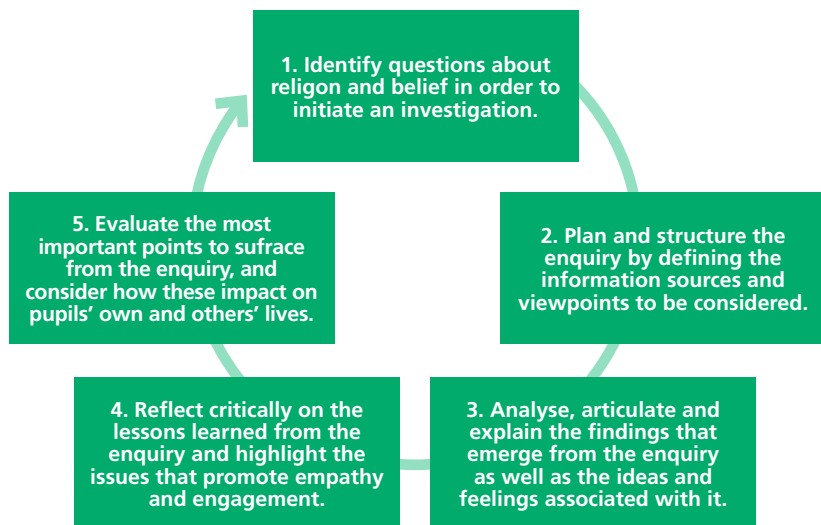 1. Identify questions about
religon and belief in order to
initiate an investigation.
2. Plan and structure the
enquiry by defining the
information sources and
viewpoints to be considered.
3. Analyse, articulate and
explain the findings that
emerge from the enquiry
as well as the ideas and
feelings associated with it.
4. Reflect critically on the
lessons learned from the
enquiry and highlight the
issues that promote empathy
and engagement.
5. Evaluate the most
important points to sufrace
from the enquiry, and
consider how these impact on
pupils’ own and others’ lives.